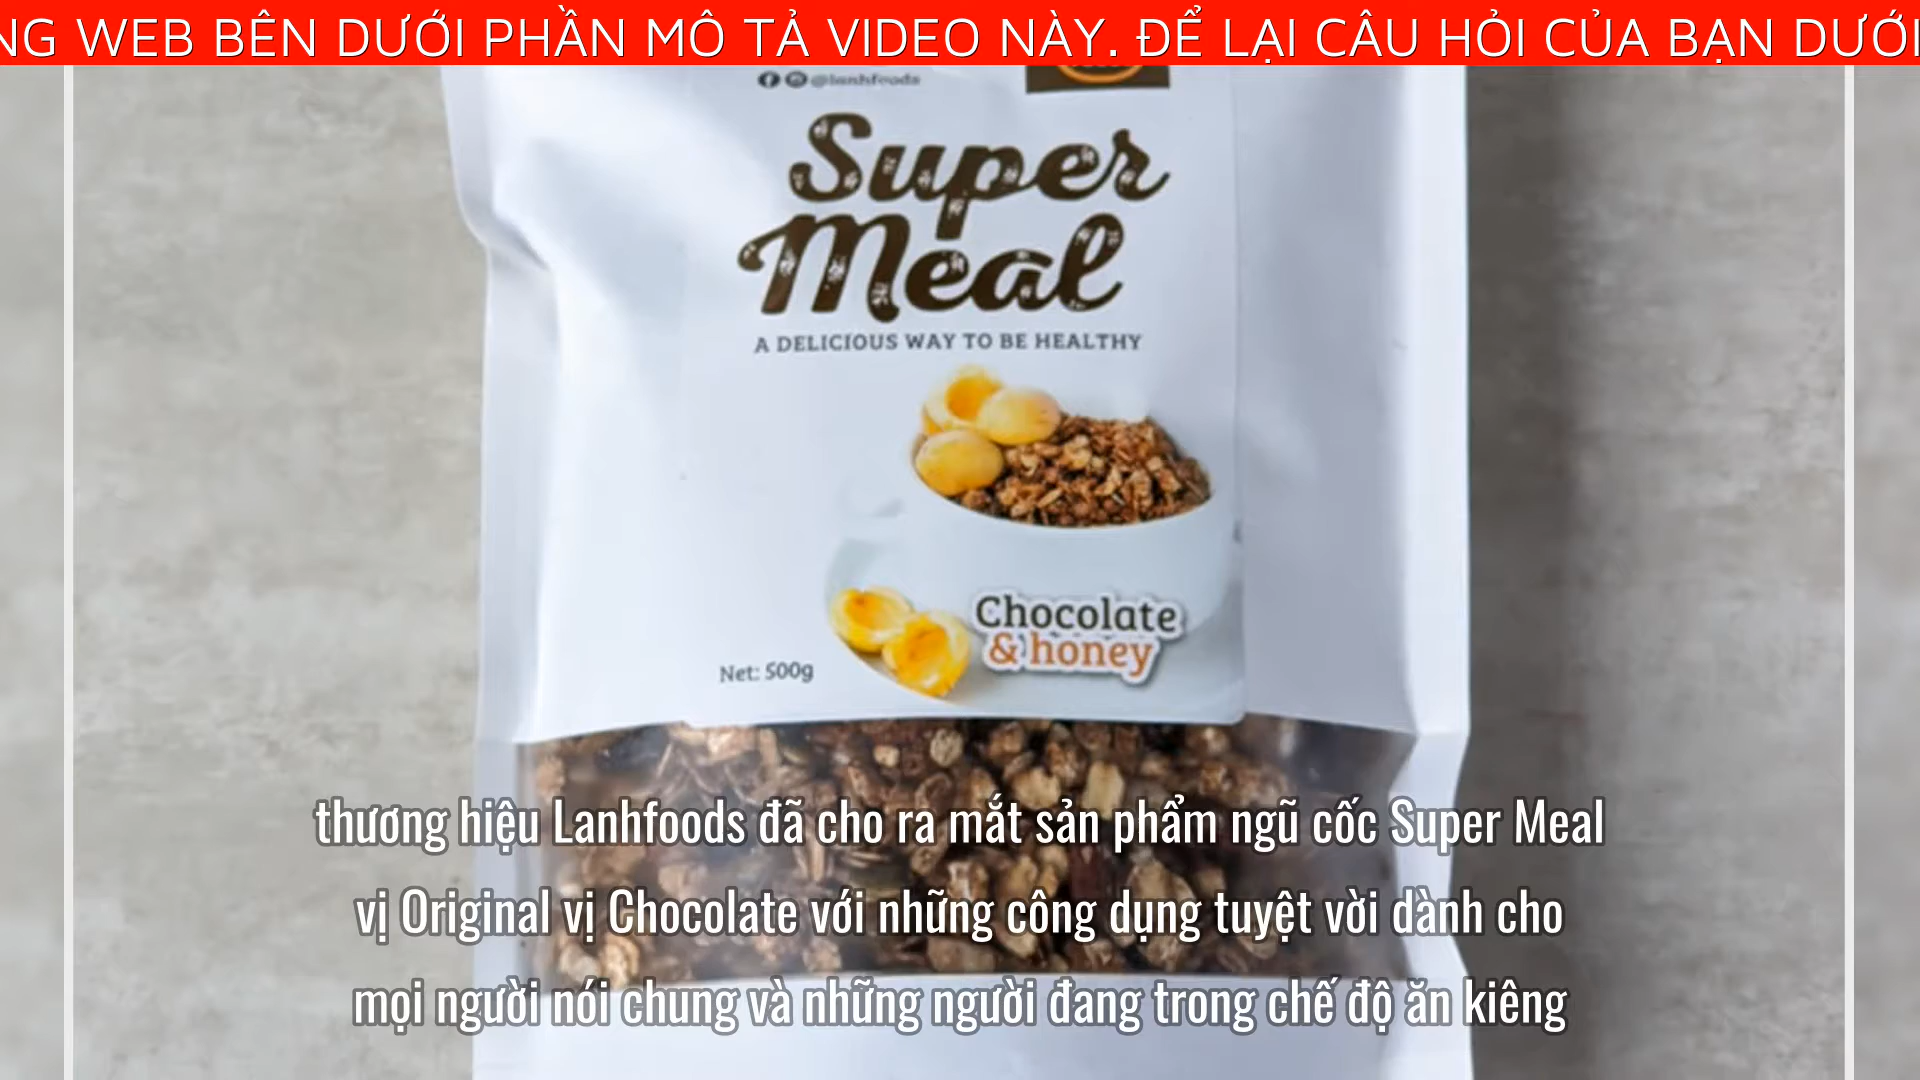 NG WEB BÊN DƯỚI PHẦN MÔ TẢ VIDEO NÀY. ĐỂ LẠI CÂU HỎI CỦA BẠN DƯỚI
@lanhfoods
Super
Meal
A DELICIOUS WAY TO BE HEALTHY
Chocolate
& honey
Net: 500g
thương hiệu Lanhfoods đã cho ra mắt sản phẩm ngũ cốc Super Meal
vị Original vị Chocolate với những công dụng tuyệt vời dành cho
mọi người nói chung và những người đang trong chế độ ăn kiêng